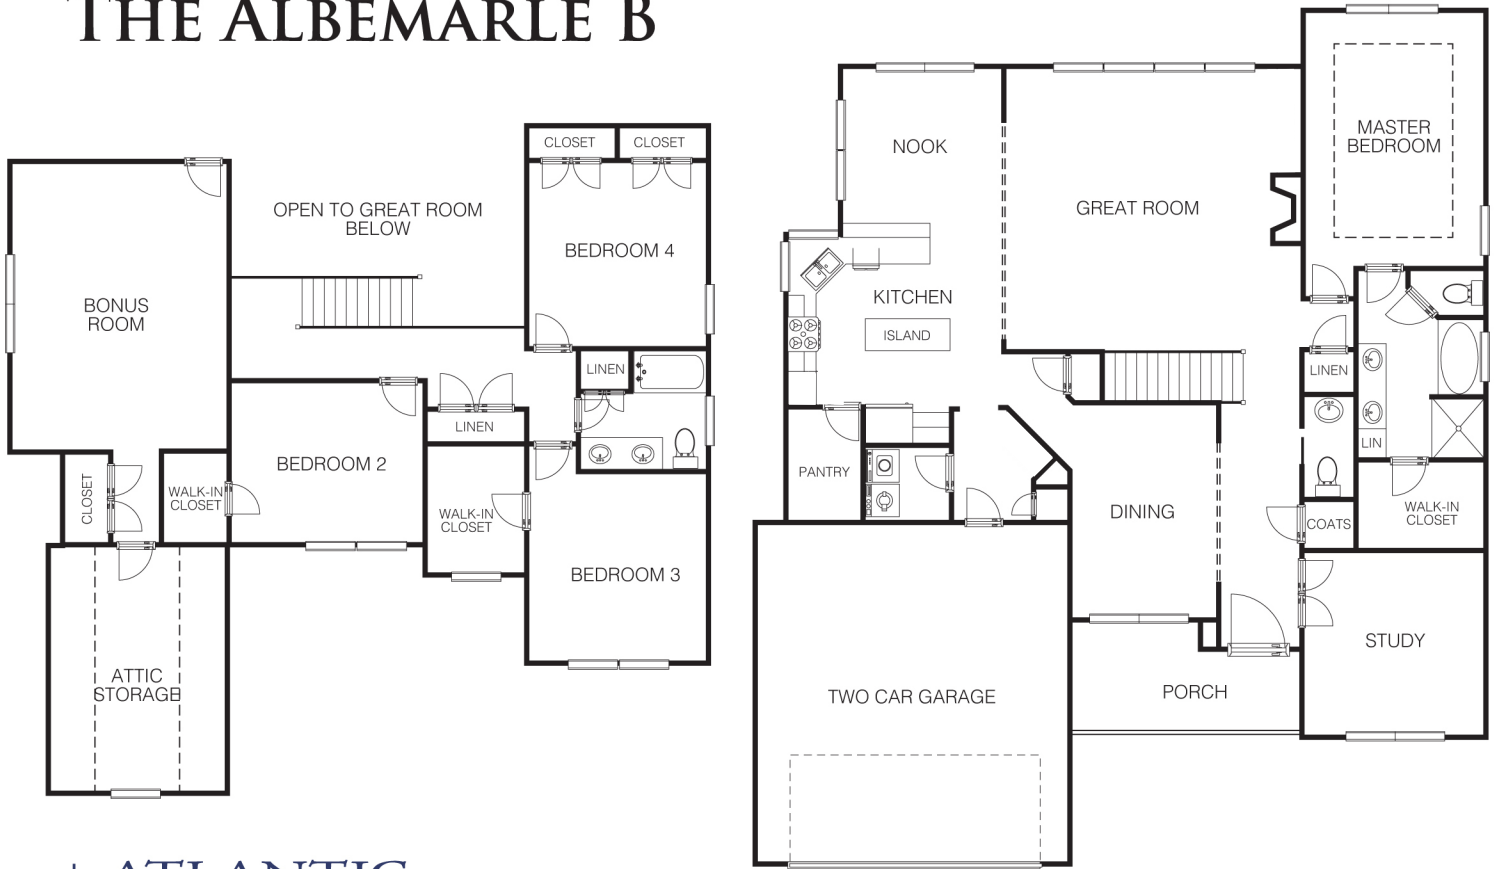 THE ALBEMARLE B
CLOSET
CLOSET
OPEN TO GREAT ROOM
BELOW
BEDROOM 4
BONUS
ROOM
LINEN
LINEN
BEDROOM 2
CLOSET
WALK-IN
CLOSET
WALK-IN
CLOSET
BEDROOM 3
ATTIC
STORAGE
ATLANTIC
NOOK
MASTER
BEDROOM
GREAT ROOM
KITCHEN
ISLAND
LINEN
LIN
PANTRY
DINING
COATS
WALK-IN
CLOSET
STUDY
TWO CAR GARAGE
PORCH